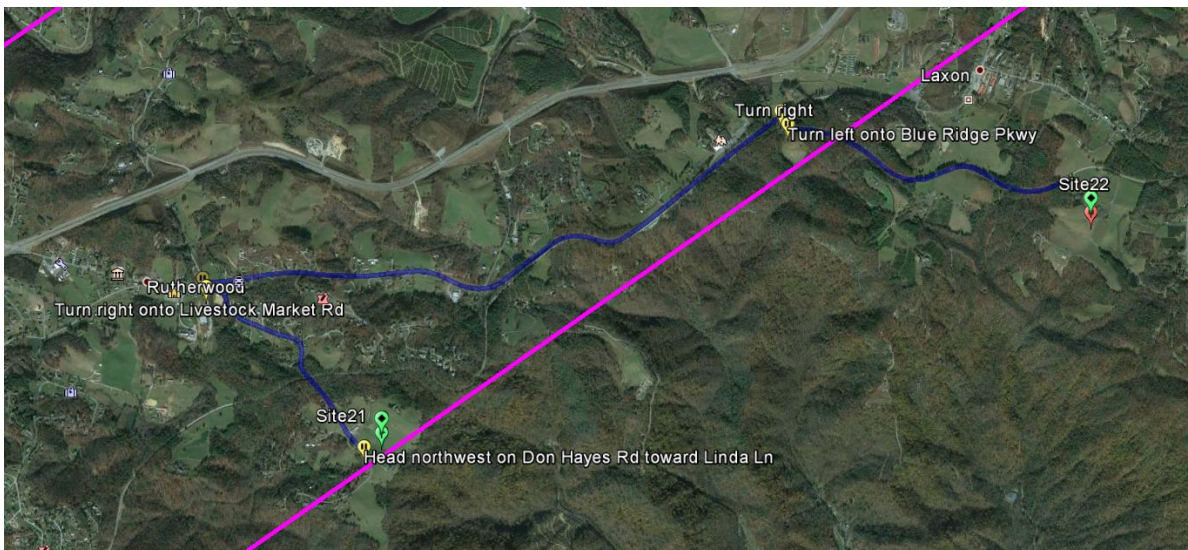 Laxon
Turn right
Turn left onto Blue Ridge Pkwy
Site22
Rutherwood
Turn right onto Livestock Market Rd
Site21
Head northwest on Don Hayes Rd toward Linda Ln